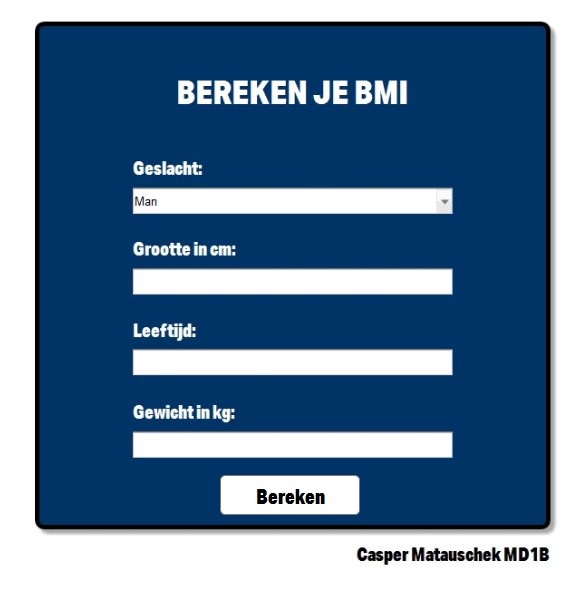 BEREKEN JE BMI
Geslacht:
Man
Grootte in cm:
Leeftijd:
Gewicht in kg:
Bereken
Casper Matauschek MD1B